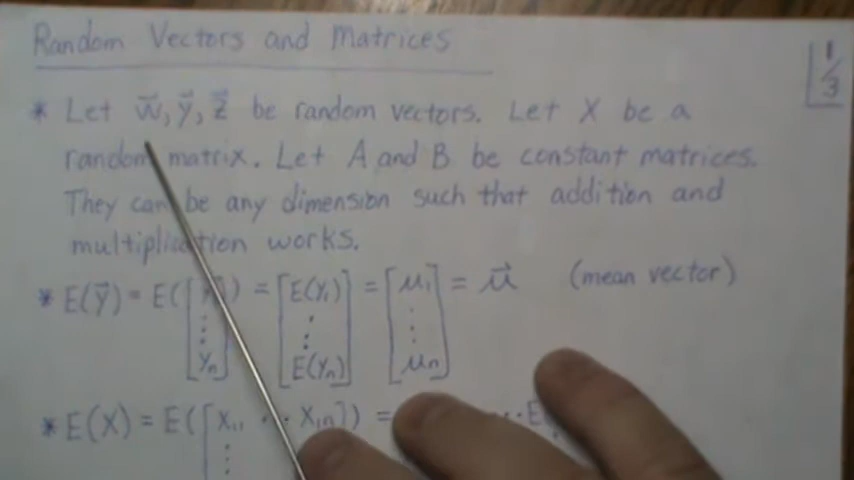 Random Vectors and Matrices
1/3
* Let w⃗, y⃗, z⃗ be random vectors. Let X be a
random matrix. Let A and B be constant matrices.
They can be any dimension such that addition and
multiplication works.
* E(y⃗) = E([ ⋮ yn]) = [E(y1) ⋮ E(yn)] = [μ1 ⋮ μn] = μ⃗ (mean vector)
* E(X) = E([x11 ··· x1n ⋮ ]) = ··· E